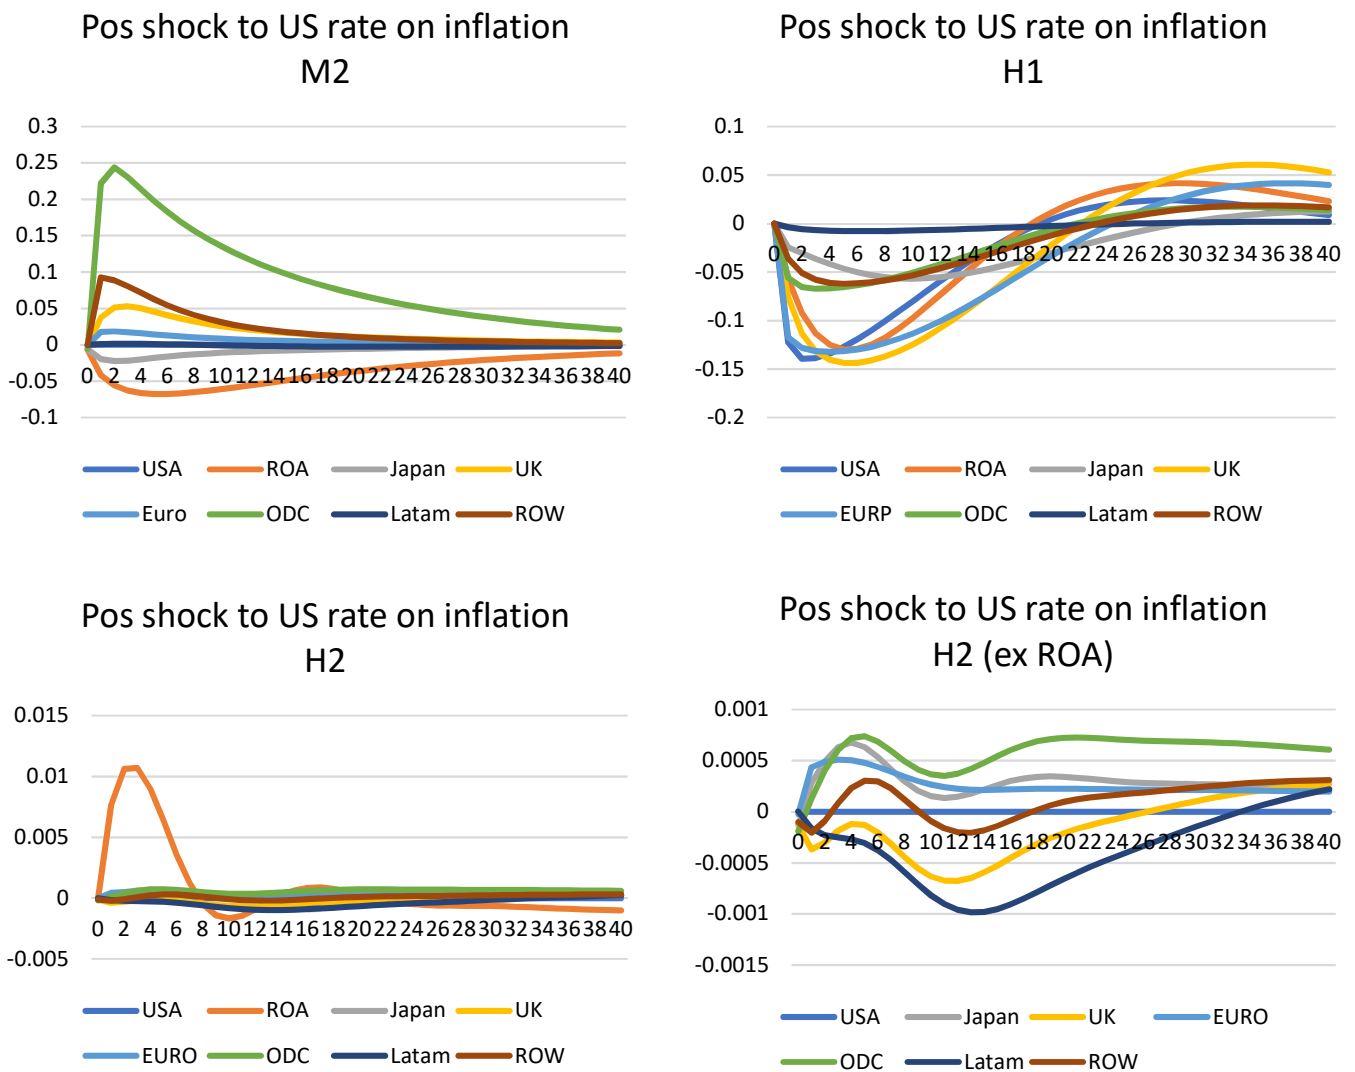 Pos shock to US rate on inflation
M2
0.3
0.25
0.2
0.15
0.1
0.05
0
-0.05
-0.1
0 2 4 6 8 10 12 14 16 18 20 22 24 26 28 30 32 34 36 38 40
USA ROA Japan UK
Euro ODC Latam ROW
Pos shock to US rate on inflation
H1
0.1
0.05
0
-0.05
-0.1
-0.15
-0.2
0 2 4 6 8 10 12 14 16 18 20 22 24 26 28 30 32 34 36 38 40
USA ROA Japan UK
EURP ODC Latam ROW
Pos shock to US rate on inflation
H2
0.015
0.01
0.005
0
-0.005
0 2 4 6 8 10 12 14 16 18 20 22 24 26 28 30 32 34 36 38 40
USA ROA Japan UK
EURO ODC Latam ROW
Pos shock to US rate on inflation
H2 (ex ROA)
0.001
0.0005
0
-0.0005
-0.001
-0.0015
0 2 4 6 8 10 12 14 16 18 20 22 24 26 28 30 32 34 36 38 40
USA Japan UK EURO
ODC Latam ROW